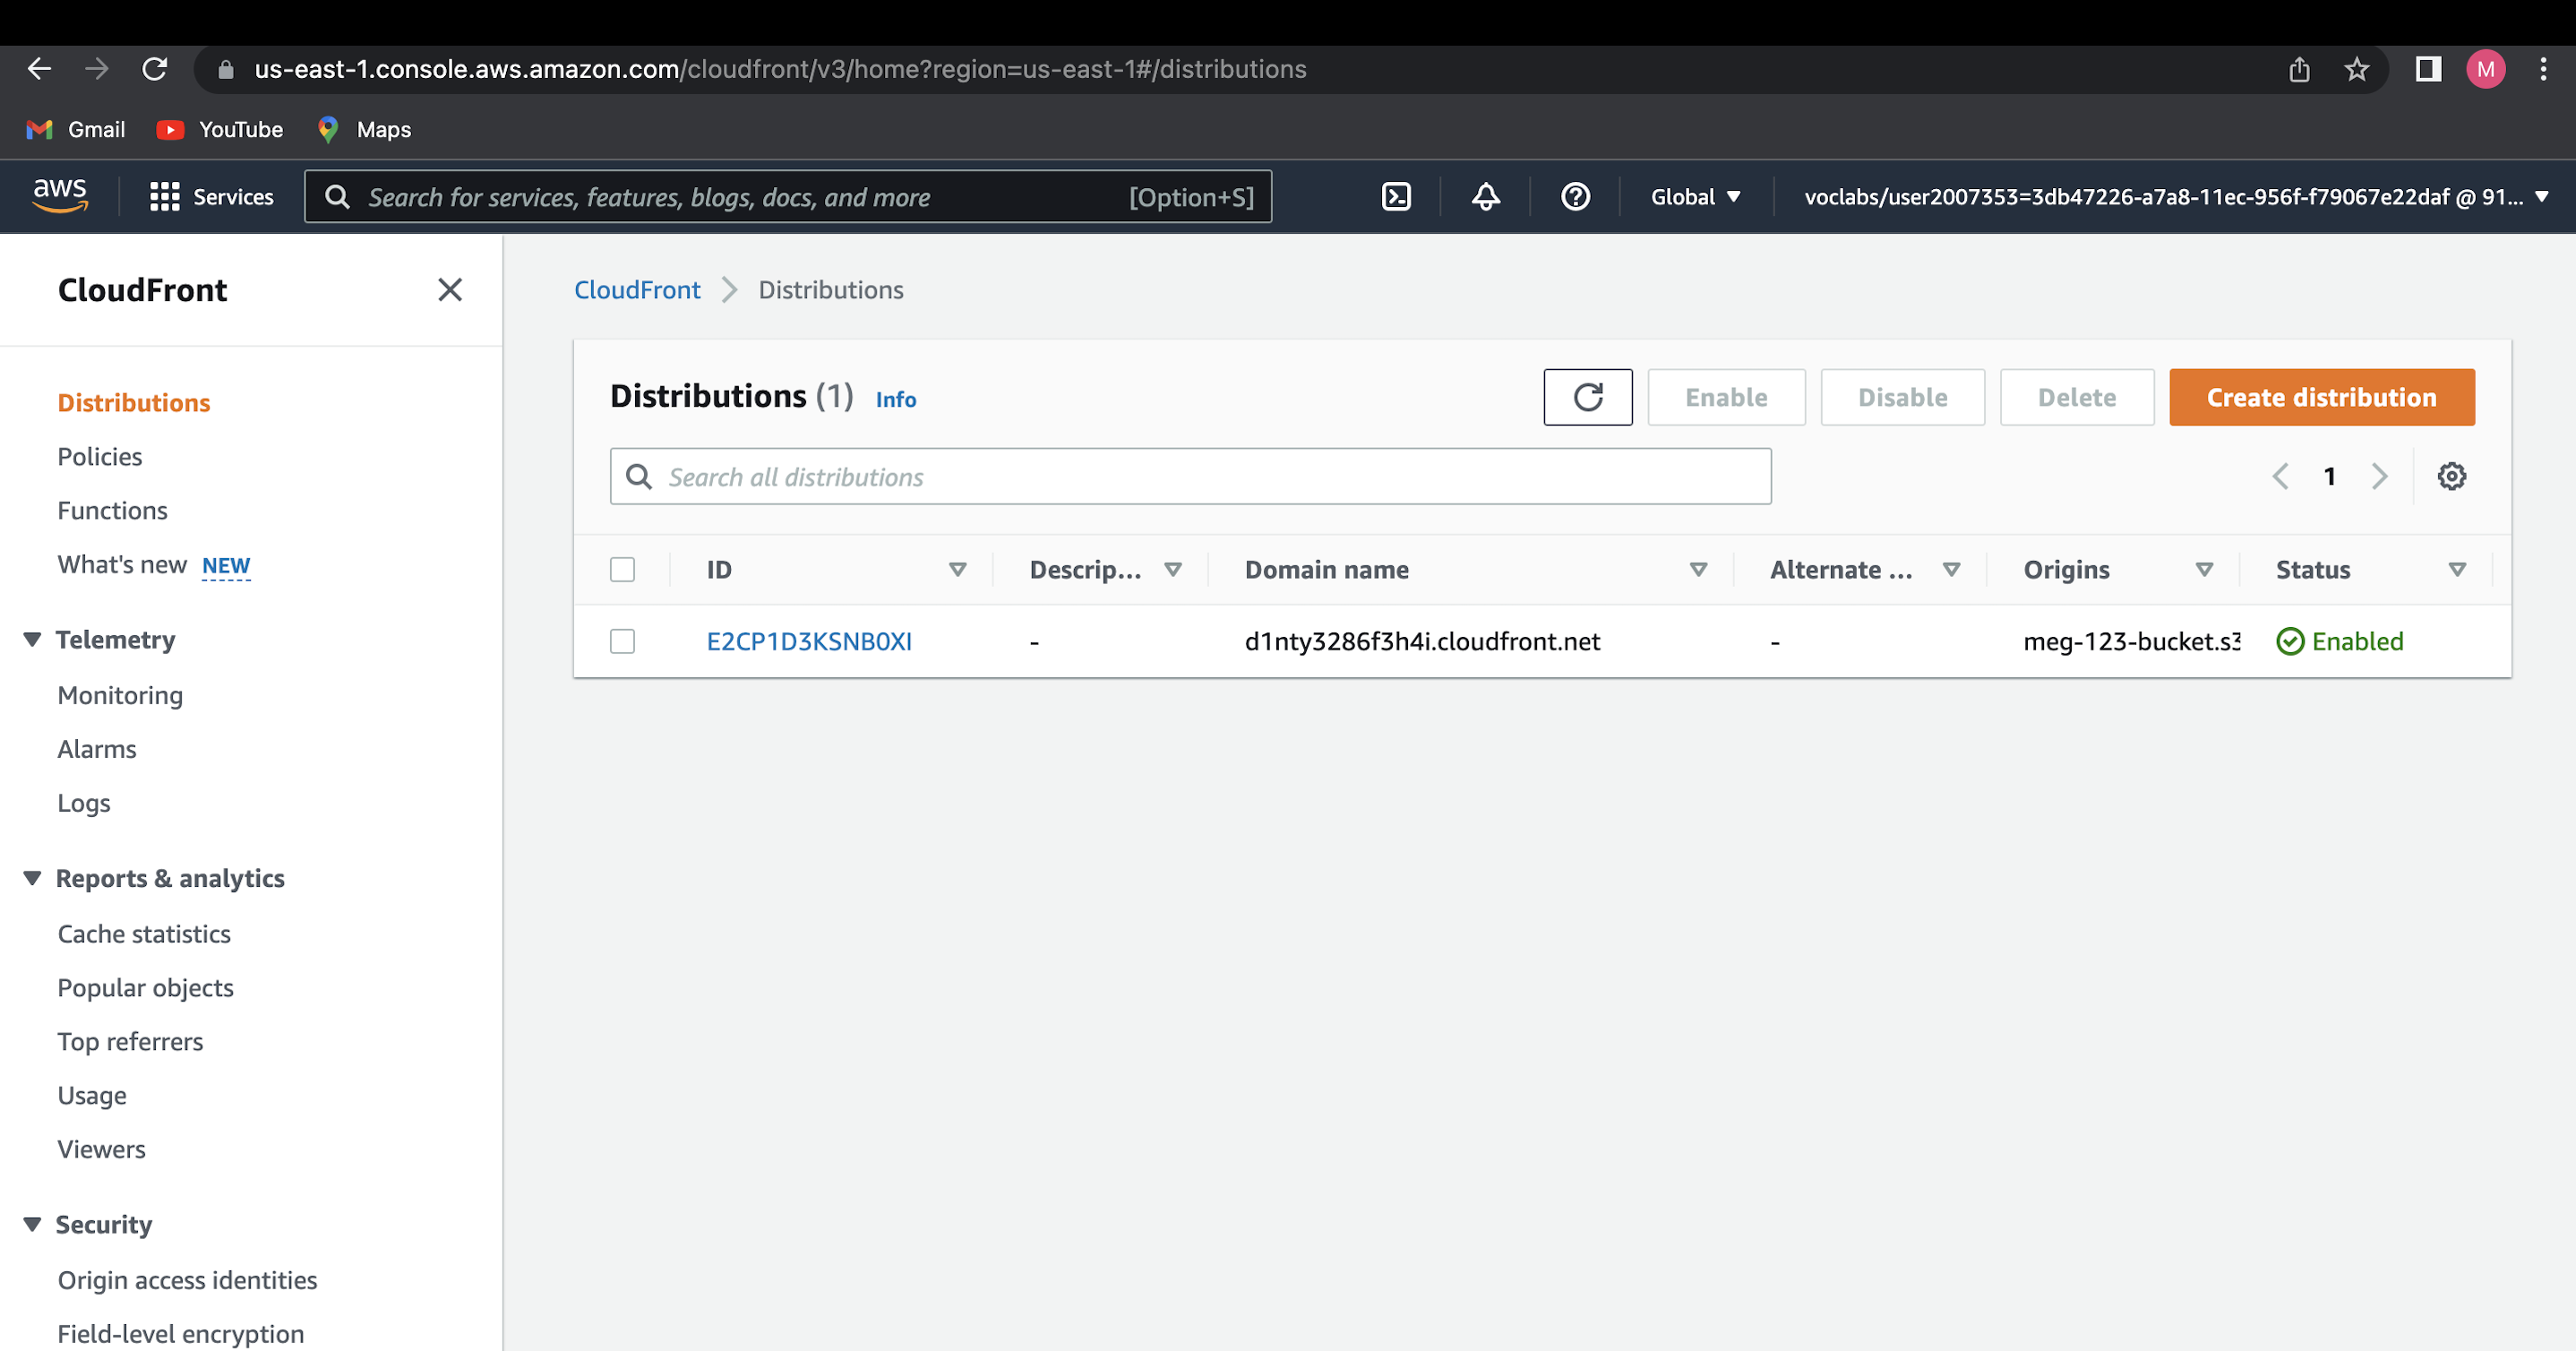 us-east-1.console.aws.amazon.com/cloudfront/v3/home?region=us-east-1#/distributions
M
Gmail
YouTube
Maps
aws
Services
Search for services, features, blogs, docs, and more
[Option+S]
Global
voclabs/user2007353=3db47226-a7a8-11ec-956f-f79067e22daf @ 91...
CloudFront
Distributions
Policies
Functions
What's new NEW
Telemetry
Monitoring
Alarms
Logs
Reports & analytics
Cache statistics
Popular objects
Top referrers
Usage
Viewers
Security
Origin access identities
Field-level encryption
CloudFront
Distributions
Distributions (1) Info
Enable
Disable
Delete
Create distribution
Search all distributions
1
ID
Descrip...
Domain name
Alternate ...
Origins
Status
E2CP1D3KSNB0XI
-
d1nty3286f3h4i.cloudfront.net
-
meg-123-bucket.s3
Enabled